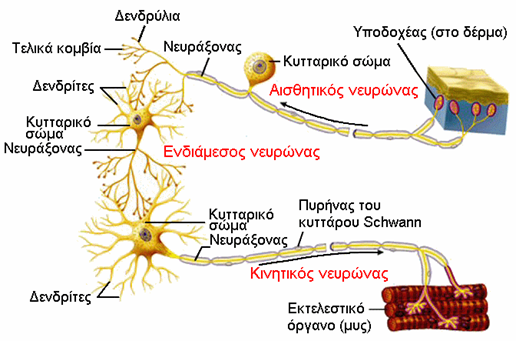 Δενδρύλια
Τελικά κομβία
Νευράξονας
Κυτταρικό σώμα
Υποδοχέας (στο δέρμα)
Δενδρίτες
Αισθητικός νευρώνας
Κυτταρικό
σώμα
Νευράξονας
Ενδιάμεσος νευρώνας
Κυτταρικό
σώμα
Νευράξονας
Πυρήνας του
κυττάρου Schwann
Κινητικός νευρώνας
Δενδρίτες
Εκτελεστικό
όργανο (μυς)